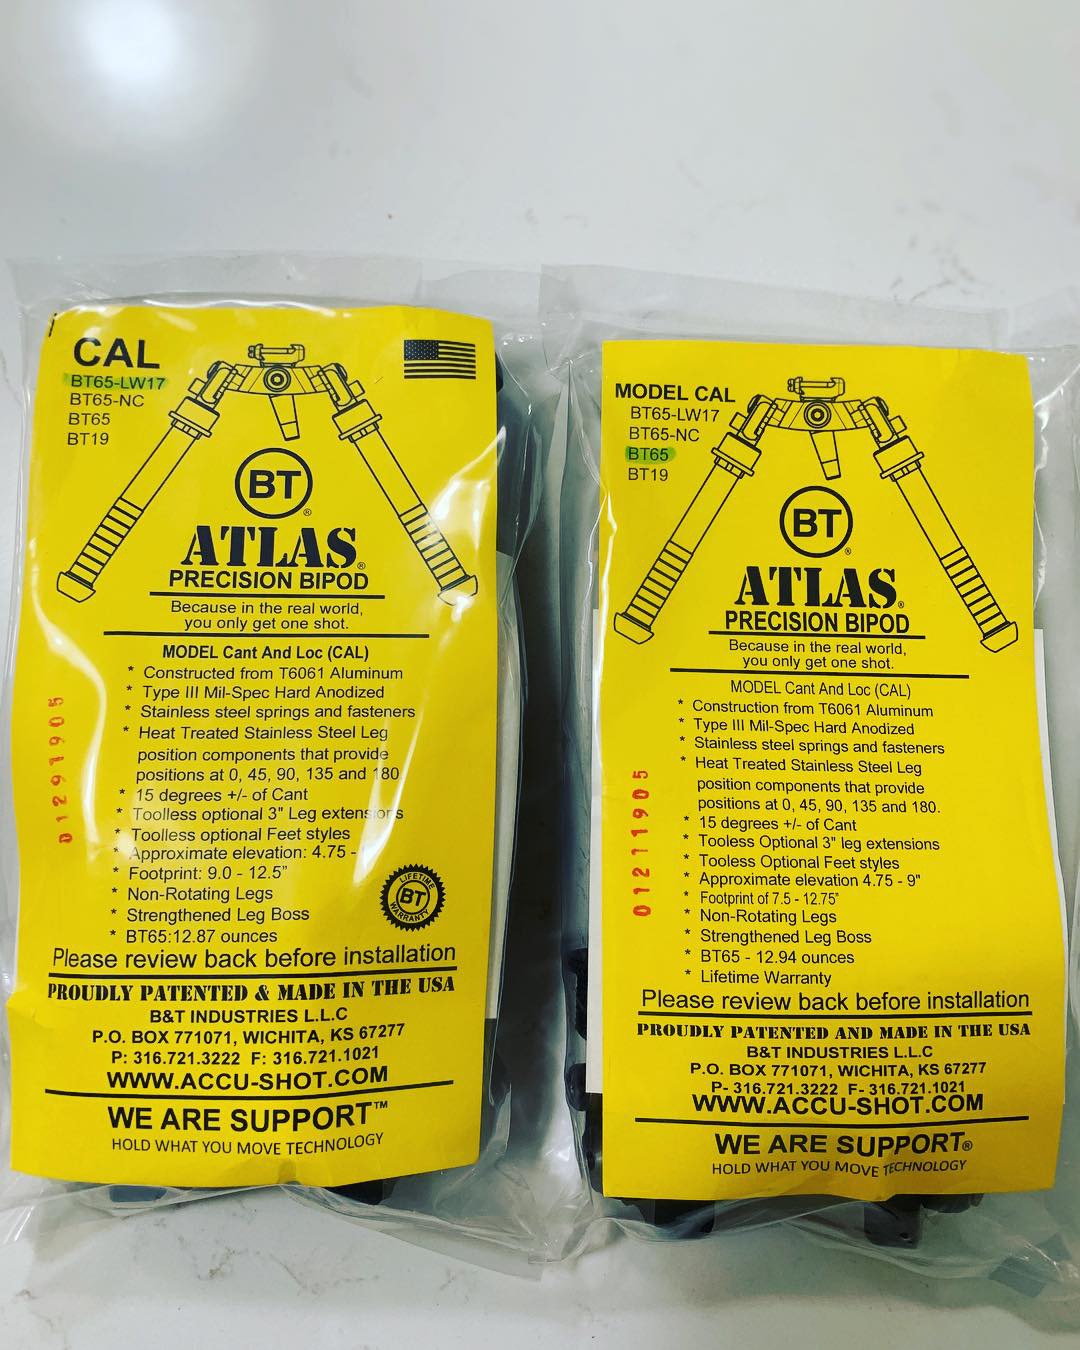 CAL
BT65-LW17
BT65-NC
BT65
BT19
BT
®
ATLAS®
PRECISION BIPOD
Because in the real world,
you only get one shot.
MODEL Cant And Loc (CAL)
* Constructed from T6061 Aluminum
* Type III Mil-Spec Hard Anodized
* Stainless steel springs and fasteners
* Heat Treated Stainless Steel Leg
position components that provide
positions at 0, 45, 90, 135 and 180
* 15 degrees +/- of Cant
* Toolless optional 3" Leg extensions
* Toolless optional Feet styles
* Approximate elevation: 4.75 -
* Footprint: 9.0 - 12.5"
* Non-Rotating Legs
* Strengthened Leg Boss
* BT65:12.87 ounces
LIFETIME
BT
WARRANTY
01291905
Please review back before installation
PROUDLY PATENTED & MADE IN THE USA
B&T INDUSTRIES L.L.C
P.O. BOX 771071, WICHITA, KS 67277
P: 316.721.3222 F: 316.721.1021
WWW.ACCU-SHOT.COM
WE ARE SUPPORT™
HOLD WHAT YOU MOVE TECHNOLOGY
MODEL CAL
BT65-LW17
BT65-NC
BT65
BT19
BT
®
ATLAS®
PRECISION BIPOD
Because in the real world,
you only get one shot.
MODEL Cant And Loc (CAL)
* Construction from T6061 Aluminum
* Type III Mil-Spec Hard Anodized
* Stainless steel springs and fasteners
* Heat Treated Stainless Steel Leg
position components that provide
positions at 0, 45, 90, 135 and 180.
* 15 degrees +/- of Cant
* Tooless Optional 3" leg extensions
* Tooless Optional Feet styles
* Approximate elevation 4.75 - 9"
* Footprint of 7.5 - 12.75"
* Non-Rotating Legs
* Strengthened Leg Boss
* BT65 - 12.94 ounces
* Lifetime Warranty
01211905
Please review back before installation
PROUDLY PATENTED AND MADE IN THE USA
B&T INDUSTRIES L.L.C
P.O. BOX 771071, WICHITA, KS 67277
P- 316.721.3222 F- 316.721.1021
WWW.ACCU-SHOT.COM
WE ARE SUPPORT®
HOLD WHAT YOU MOVE TECHNOLOGY